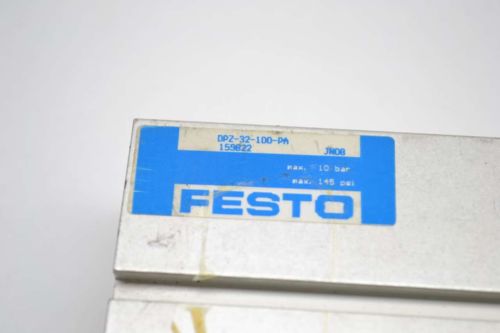 DPZ-32-100-PA
159822 JN08
max. 10 bar
max. 145 psi
FESTO